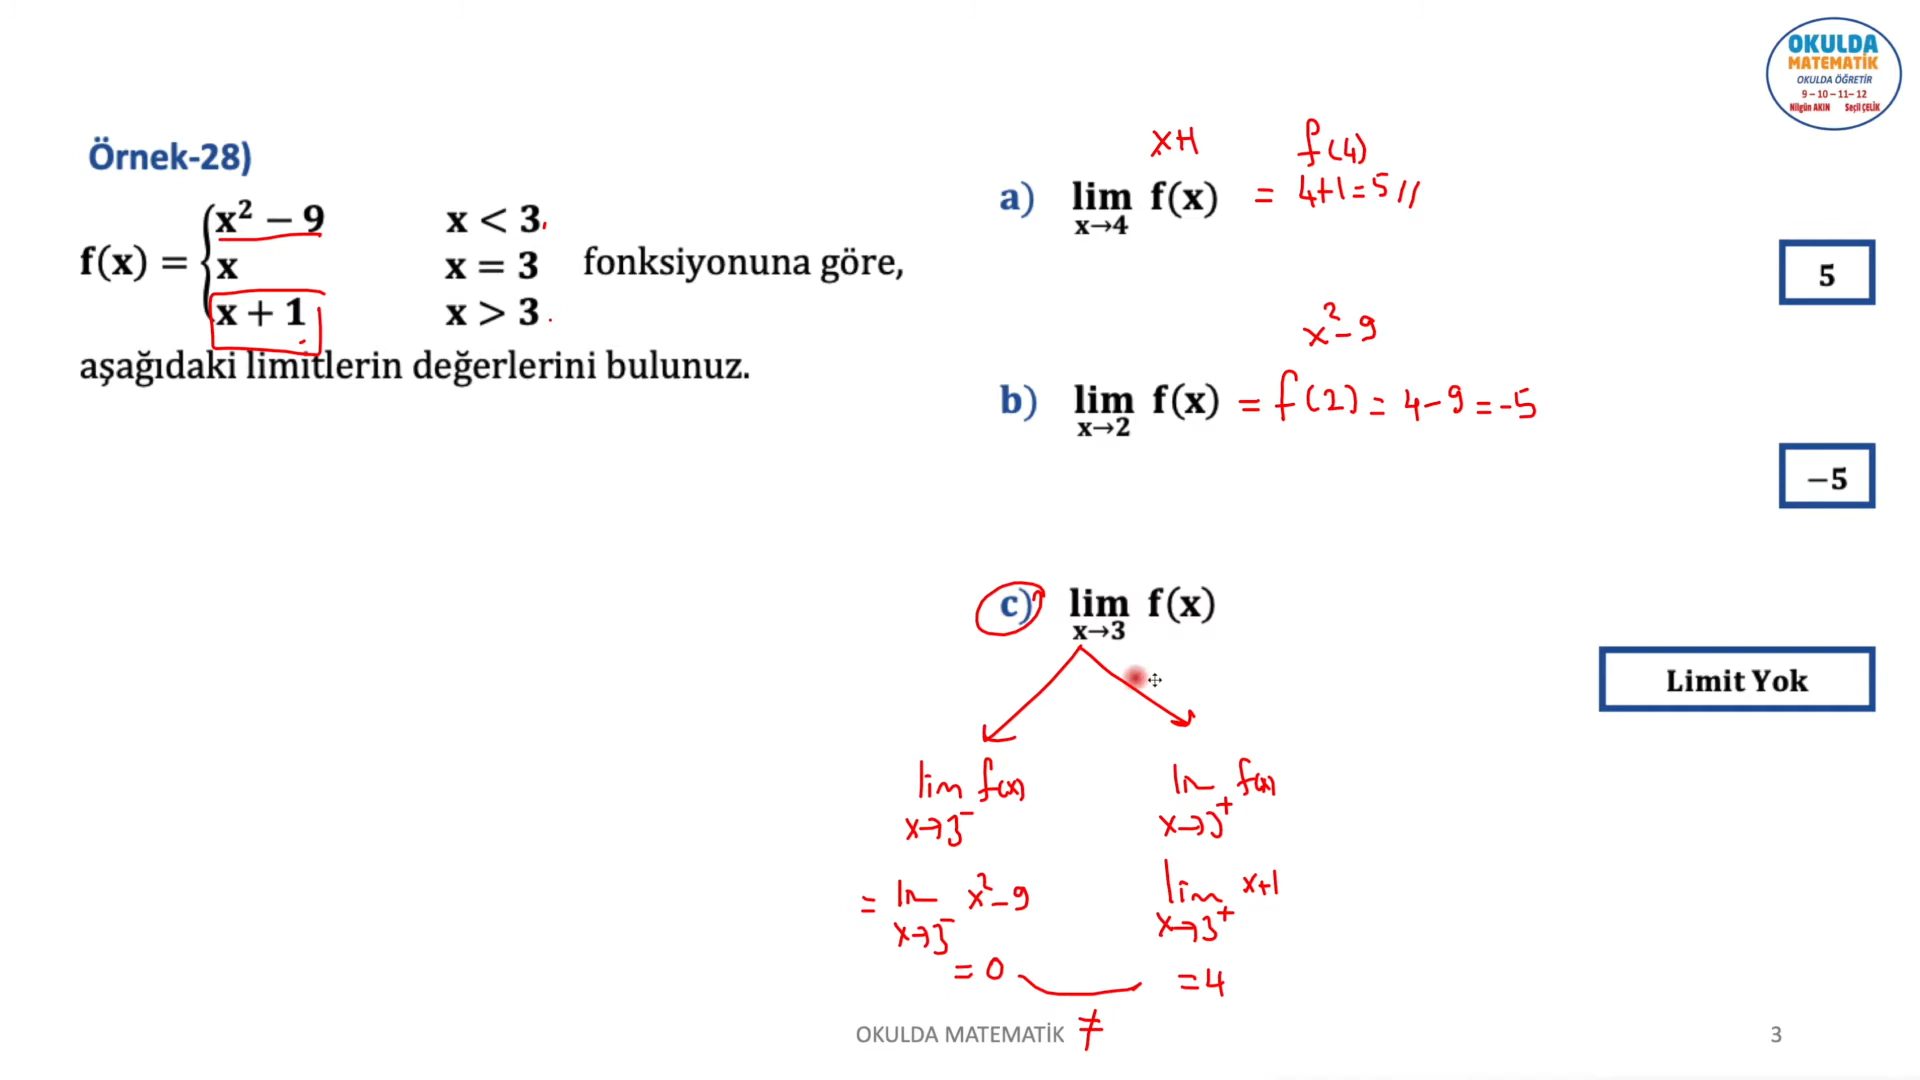 OKULDA
MATEMATİK
OKULDA ÖĞRETİR
9 – 10 – 11– 12
Nilgün AKIN Seçil ÇELİK
Örnek-28)
f(x) = { x² − 9 x < 3
x x = 3 fonksiyonuna göre,
x + 1 x > 3
aşağıdaki limitlerin değerlerini bulunuz.
x+1 f(4)
a) lim f(x) = 4+1=5//
x→4
5
x²-9
b) lim f(x) = f(2) = 4-9=-5
x→2
−5
c) lim f(x)
x→3
Limit Yok
lim f(x) lim f(x)
x→3⁻ x→3⁺
= lim x²-9 lim x+1
x→3⁻ x→3⁺
=0 =4
≠
OKULDA MATEMATİK
3